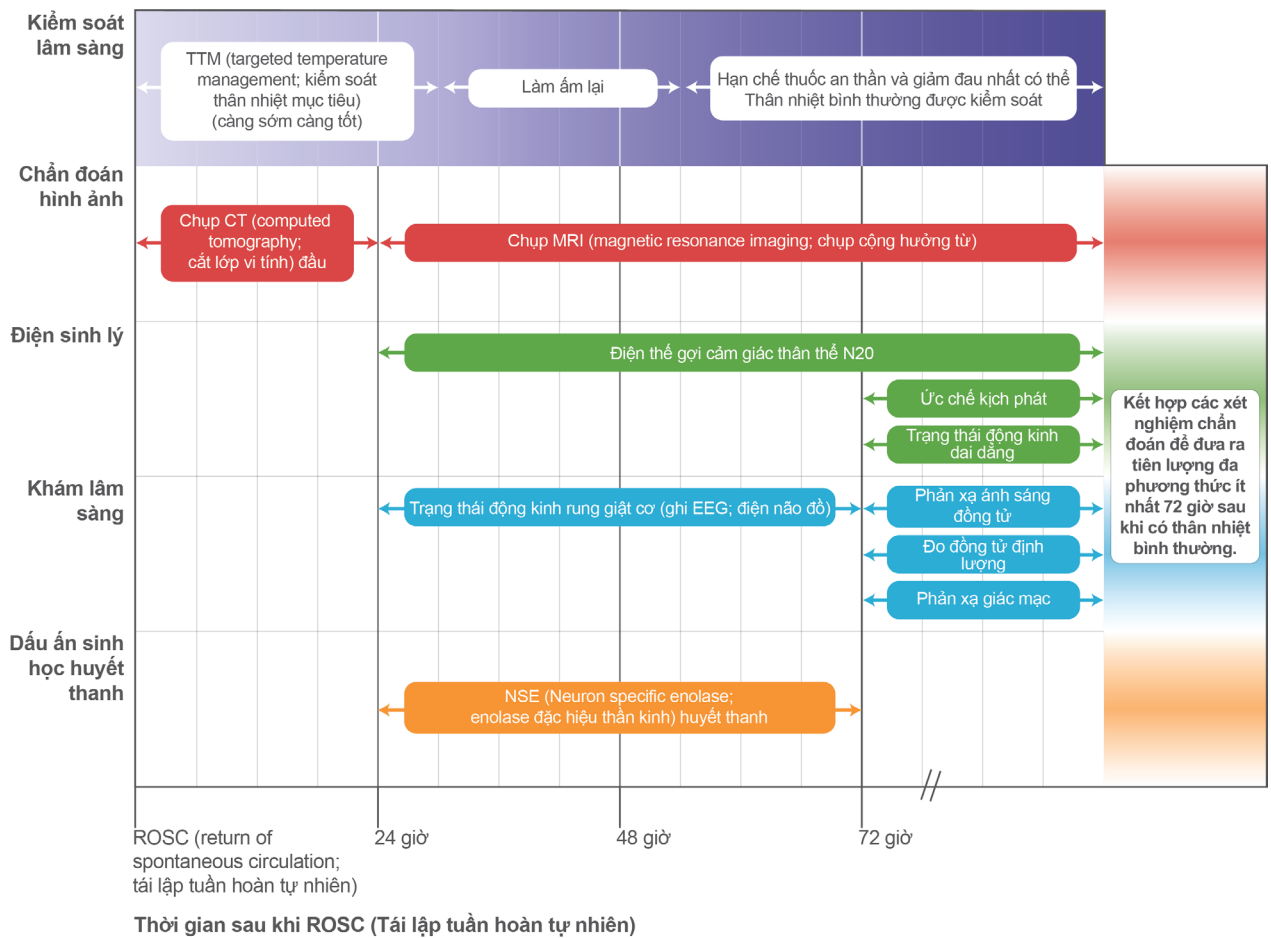 Kiểm soát
lâm sàng
TTM (targeted temperature
management; kiểm soát
thân nhiệt mục tiêu)
(càng sớm càng tốt)
Làm ấm lại
Hạn chế thuốc an thần và giảm đau nhất có thể
Thân nhiệt bình thường được kiểm soát
Chẩn đoán
hình ảnh
Chụp CT (computed
tomography;
cắt lớp vi tính) đầu
Chụp MRI (magnetic resonance imaging; chụp cộng hưởng từ)
Điện sinh lý
Điện thế gợi cảm giác thân thể N20
Ức chế kịch phát
Trạng thái động kinh
dai dẳng
Khám lâm
sàng
Trạng thái động kinh rung giật cơ (ghi EEG; điện não đồ)
Phản xạ ánh sáng
đồng tử
Đo đồng tử định
lượng
Phản xạ giác mạc
Kết hợp các xét
nghiệm chẩn
đoán để đưa ra
tiên lượng đa
phương thức ít
nhất 72 giờ sau
khi có thân nhiệt
bình thường.
Dấu ấn sinh
học huyết
thanh
NSE (Neuron specific enolase;
enolase đặc hiệu thần kinh) huyết thanh
ROSC (return of
spontaneous circulation;
tái lập tuần hoàn tự nhiên)
24 giờ
48 giờ
72 giờ
Thời gian sau khi ROSC (Tái lập tuần hoàn tự nhiên)